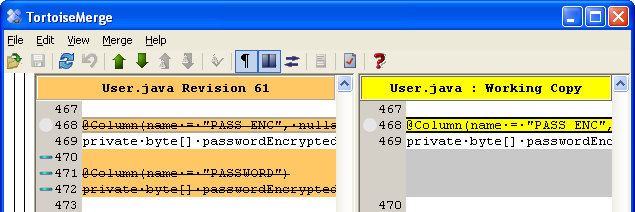 TortoiseMerge
File Edit View Merge Help
User.java Revision 61
467
468 @Column(name·=·"PASS_ENC",·nulls
469 private·byte[]·passwordEncrypted
470
471 @Column(name·=·"PASSWORD")
472 private·byte[]·passwordEncrypted
473
User.java : Working Copy
467
468 @Column(name·=·"PASS_ENC",
469 private·byte[]·passwordEnc
470